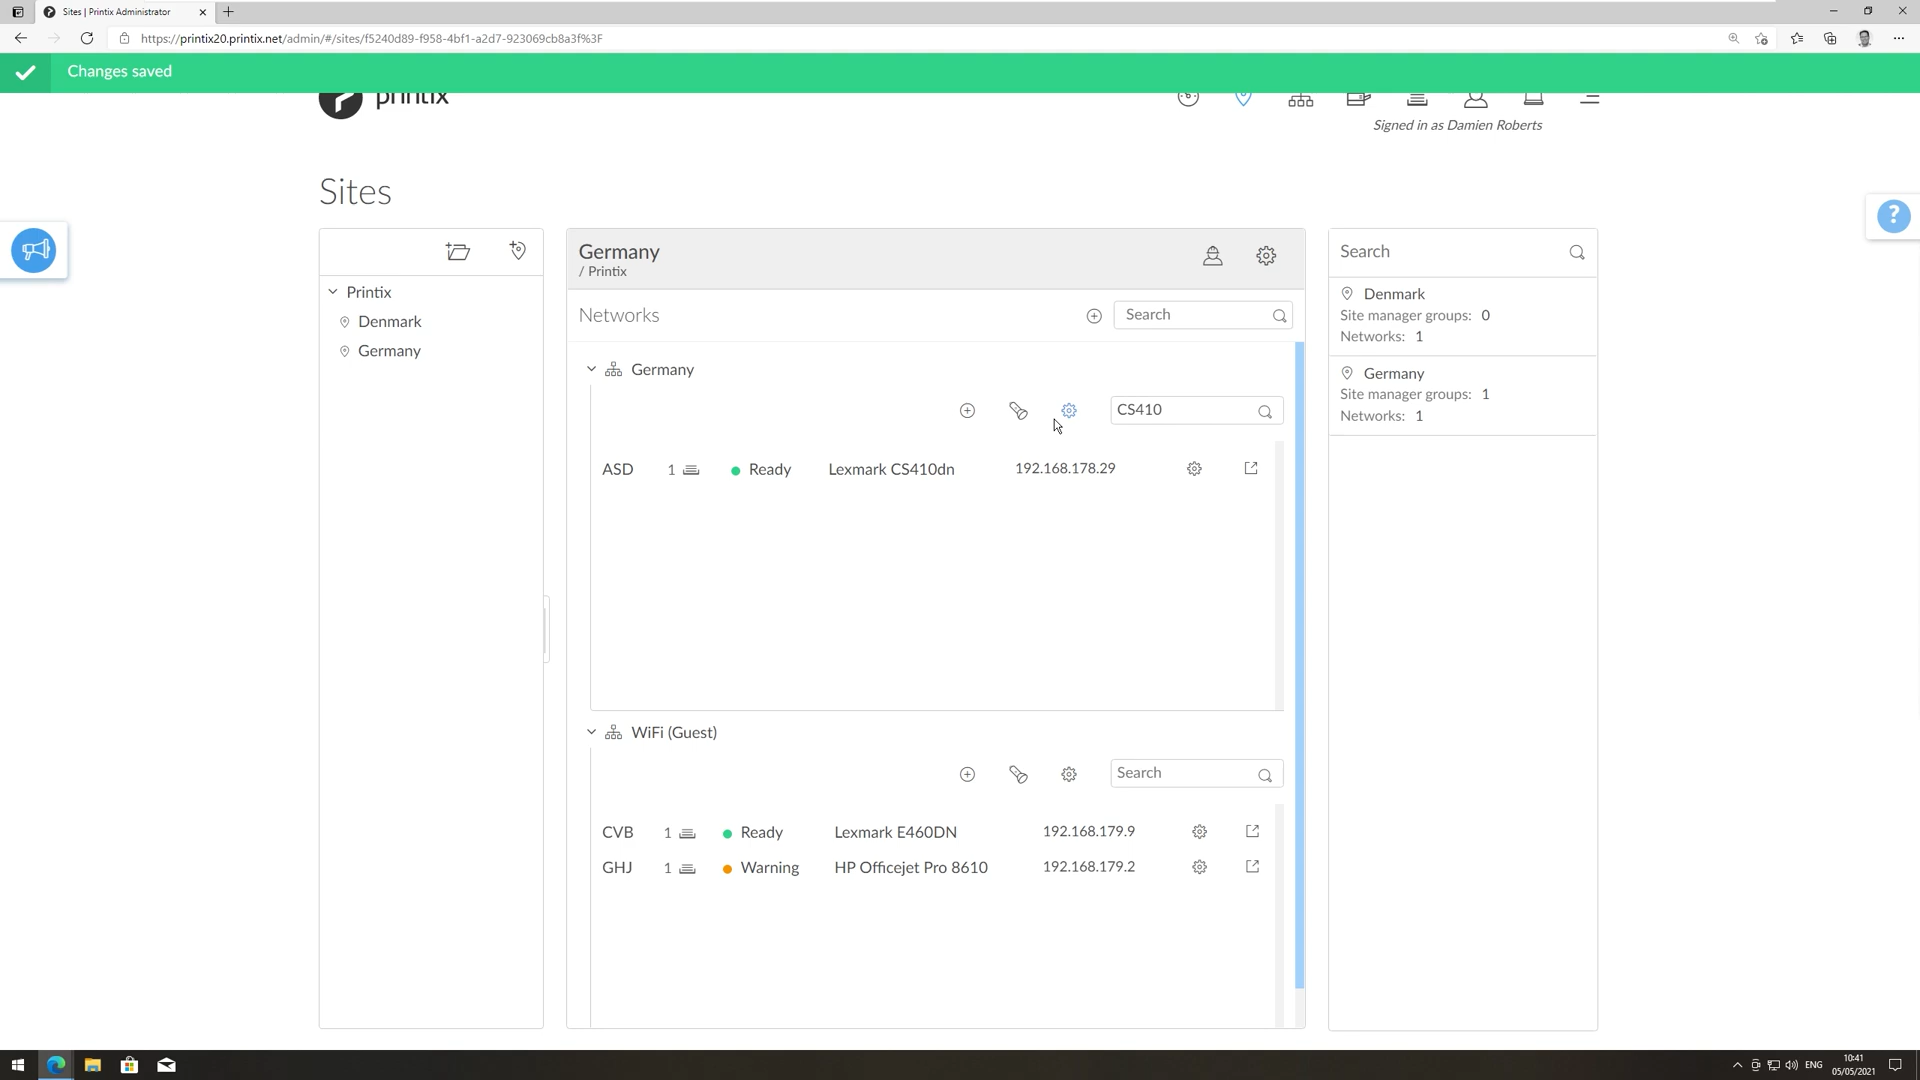 Sites | Printix Administrator
https://printix20.printix.net/admin/#/sites/f5240d89-f958-4bf1-a2d7-923069cb8a3f%3F
Changes saved
printix
Signed in as Damien Roberts
Sites
Printix
Denmark
Germany
Germany
/ Printix
Networks
Search
Germany
CS410
ASD 1 Ready Lexmark CS410dn 192.168.178.29
WiFi (Guest)
Search
CVB 1 Ready Lexmark E460DN 192.168.179.9
GHJ 1 Warning HP Officejet Pro 8610 192.168.179.2
Search
Denmark
Site manager groups: 0
Networks: 1
Germany
Site manager groups: 1
Networks: 1
?
ENG
10:41
05/05/2021